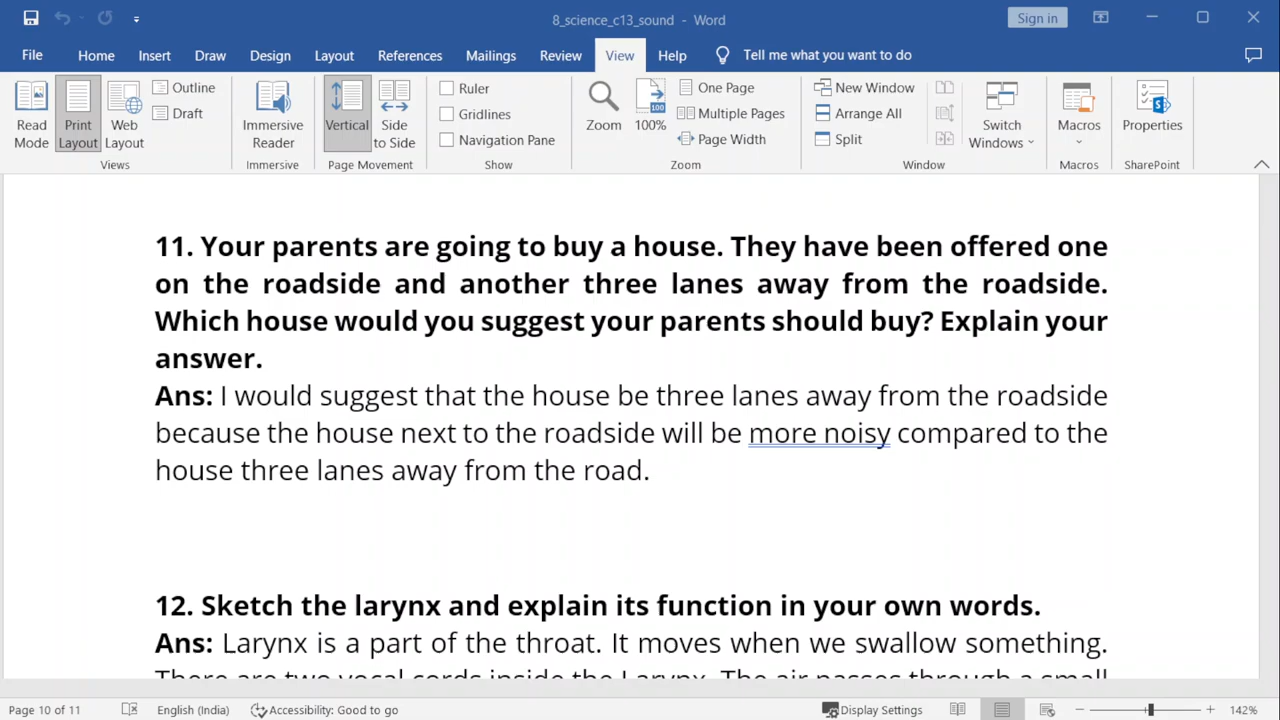 8_science_c13_sound - Word
Sign in
File Home Insert Draw Design Layout References Mailings Review View Help Tell me what you want to do
Read Mode
Print Layout
Web Layout
Outline
Draft
Views
Immersive Reader
Immersive
Vertical
Side to Side
Page Movement
Ruler
Gridlines
Navigation Pane
Show
Zoom
100
100%
One Page
Multiple Pages
Page Width
Zoom
New Window
Arrange All
Split
Switch Windows
Window
Macros
Macros
Properties
SharePoint
11. Your parents are going to buy a house. They have been offered one
on the roadside and another three lanes away from the roadside.
Which house would you suggest your parents should buy? Explain your
answer.
Ans: I would suggest that the house be three lanes away from the roadside
because the house next to the roadside will be more noisy compared to the
house three lanes away from the road.
12. Sketch the larynx and explain its function in your own words.
Ans: Larynx is a part of the throat. It moves when we swallow something.
There are two vocal cords inside the Larynx. The air passes through a small
Page 10 of 11 English (India) Accessibility: Good to go Display Settings 142%